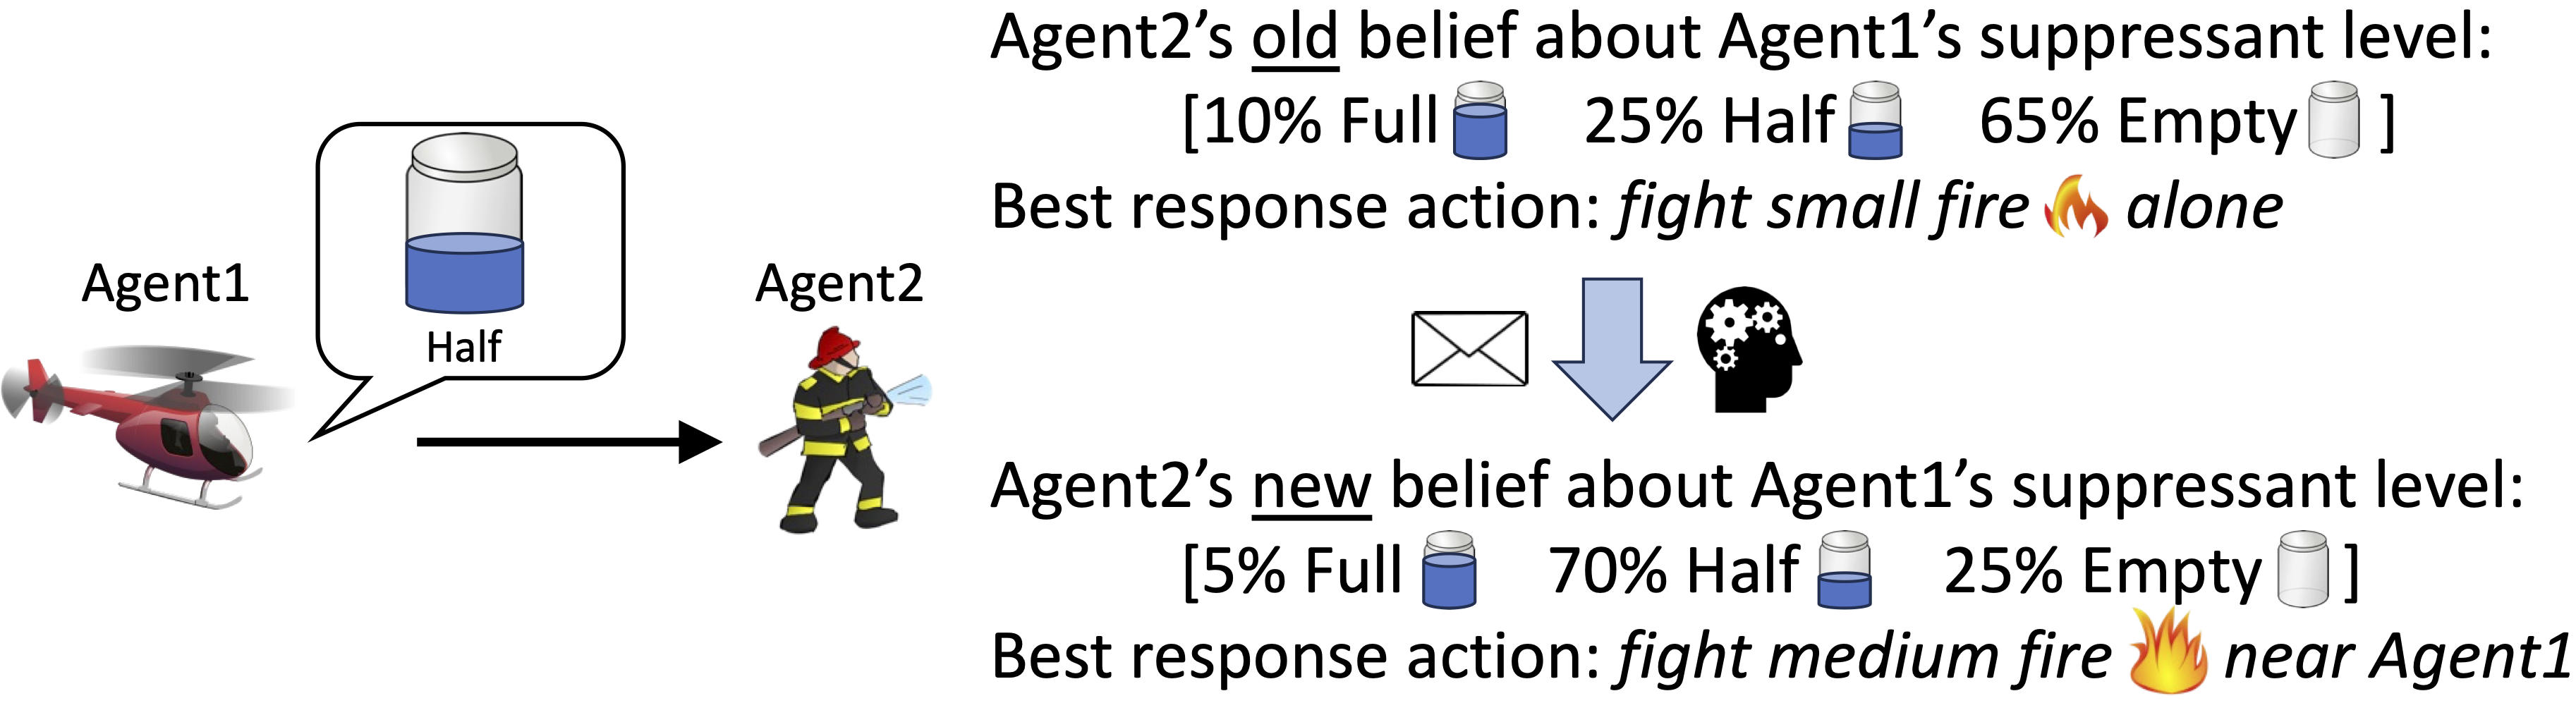 Agent1
Half
Agent2
Agent2’s old belief about Agent1’s suppressant level:
[10% Full 25% Half 65% Empty ]
Best response action: fight small fire alone
Agent2’s new belief about Agent1’s suppressant level:
[5% Full 70% Half 25% Empty ]
Best response action: fight medium fire near Agent1